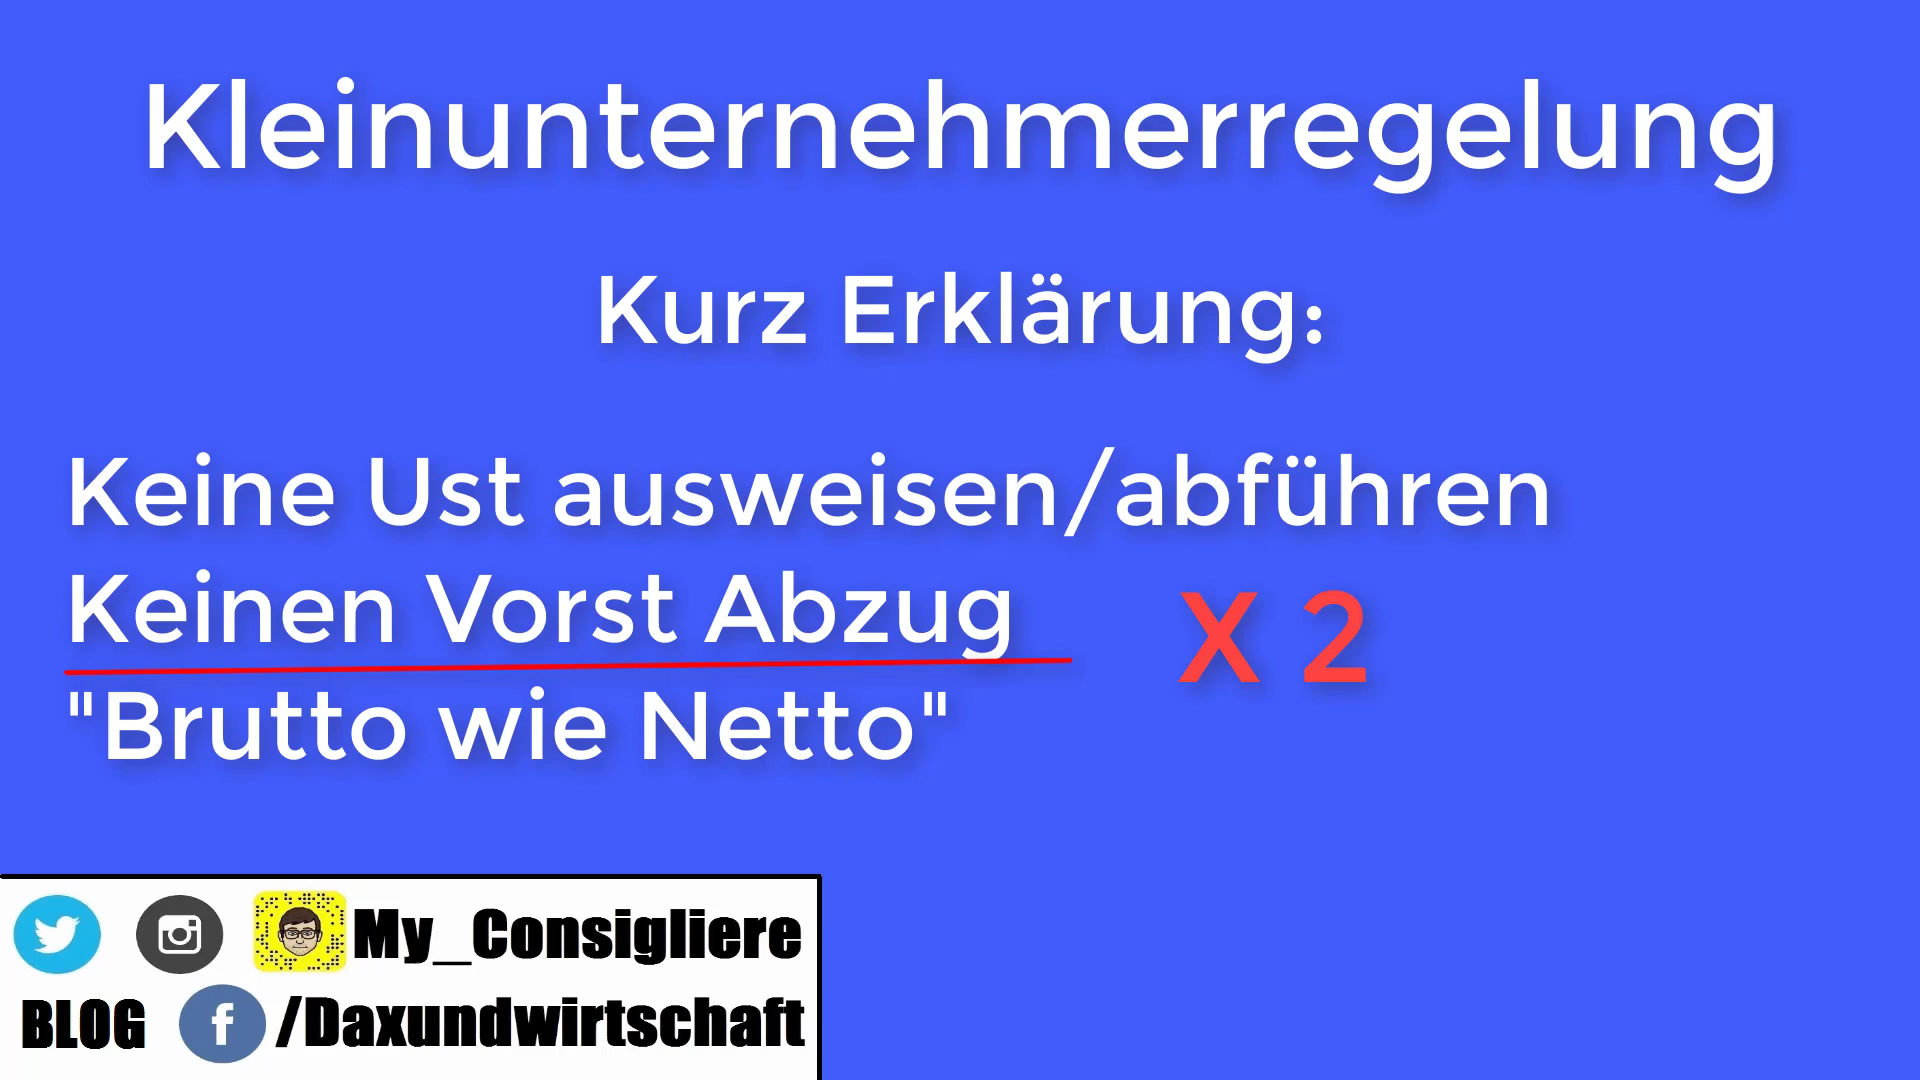 Kleinunternehmerregelung
Kurz Erklärung:
Keine Ust ausweisen/abführen
Keinen Vorst Abzug
X 2
"Brutto wie Netto"
My_Consigliere
BLOG f /Daxundwirtschaft